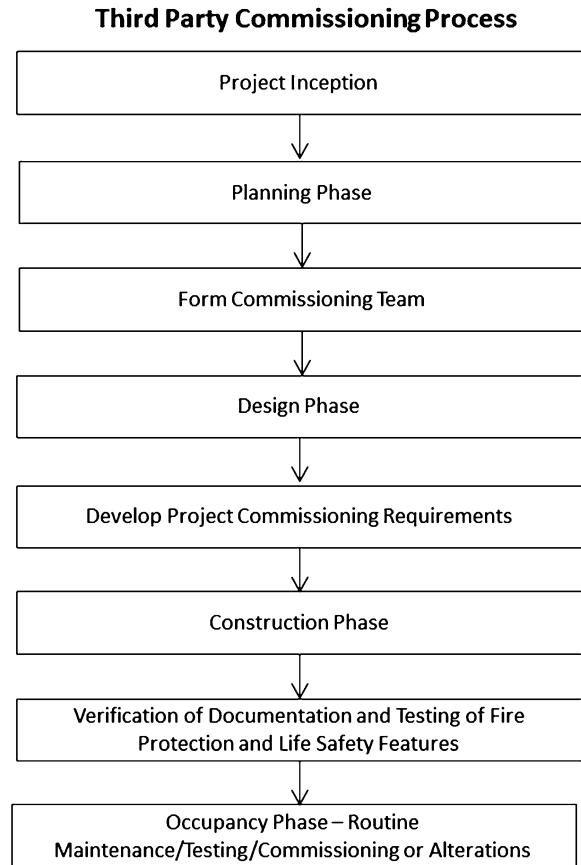 Third Party Commissioning Process
Project Inception
Planning Phase
Form Commissioning Team
Design Phase
Develop Project Commissioning Requirements
Construction Phase
Verification of Documentation and Testing of Fire
Protection and Life Safety Features
Occupancy Phase – Routine
Maintenance/Testing/Commissioning or Alterations